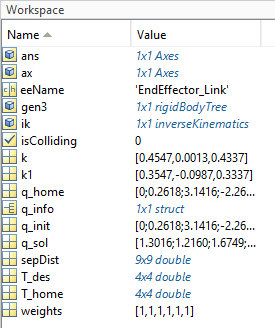 Workspace
Name Value
ans 1x1 Axes
ax 1x1 Axes
eeName 'EndEffector_Link'
gen3 1x1 rigidBodyTree
ik 1x1 inverseKinematics
isColliding 0
k [0.4547,0.0013,0.4337]
k1 [0.3547,-0.0987,0.3337]
q_home [0;0.2618;3.1416;-2.26...
q_info 1x1 struct
q_init [0;0.2618;3.1416;-2.26...
q_sol [1.3016;1.2160;1.6749;...
sepDist 9x9 double
T_des 4x4 double
T_home 4x4 double
weights [1,1,1,1,1,1]